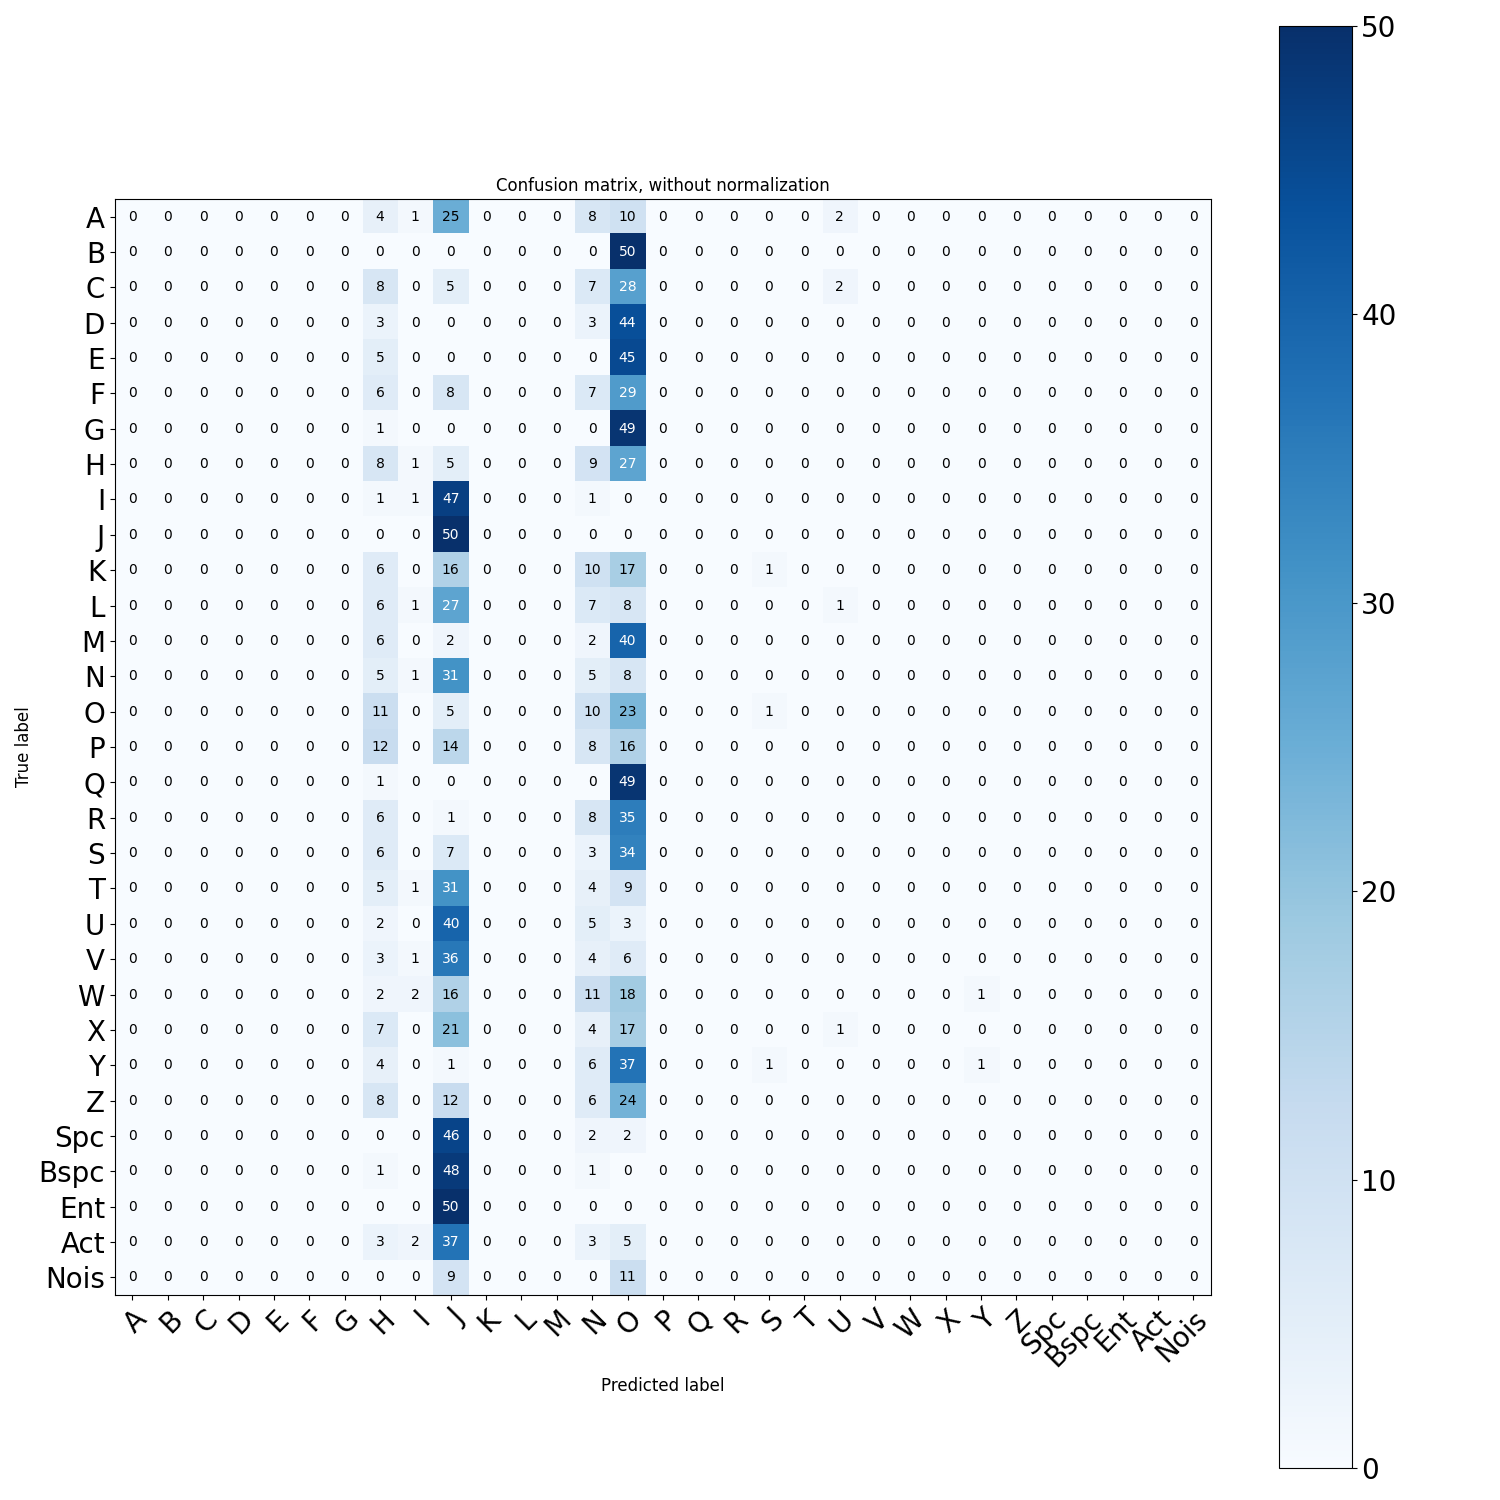 Confusion matrix, without normalization
A 0 0 0 0 0 0 0 4 1 25 0 0 0 8 10 0 0 0 0 0 2 0 0 0 0 0 0 0 0 0 0
B 0 0 0 0 0 0 0 0 0 0 0 0 0 0 50 0 0 0 0 0 0 0 0 0 0 0 0 0 0 0 0
C 0 0 0 0 0 0 0 8 0 5 0 0 0 7 28 0 0 0 0 0 2 0 0 0 0 0 0 0 0 0 0
D 0 0 0 0 0 0 0 3 0 0 0 0 0 3 44 0 0 0 0 0 0 0 0 0 0 0 0 0 0 0 0
E 0 0 0 0 0 0 0 5 0 0 0 0 0 0 45 0 0 0 0 0 0 0 0 0 0 0 0 0 0 0 0
F 0 0 0 0 0 0 0 6 0 8 0 0 0 7 29 0 0 0 0 0 0 0 0 0 0 0 0 0 0 0 0
G 0 0 0 0 0 0 0 1 0 0 0 0 0 0 49 0 0 0 0 0 0 0 0 0 0 0 0 0 0 0 0
H 0 0 0 0 0 0 0 8 1 5 0 0 0 9 27 0 0 0 0 0 0 0 0 0 0 0 0 0 0 0 0
I 0 0 0 0 0 0 0 1 1 47 0 0 0 1 0 0 0 0 0 0 0 0 0 0 0 0 0 0 0 0 0
J 0 0 0 0 0 0 0 0 0 50 0 0 0 0 0 0 0 0 0 0 0 0 0 0 0 0 0 0 0 0 0
K 0 0 0 0 0 0 0 6 0 16 0 0 0 10 17 0 0 0 1 0 0 0 0 0 0 0 0 0 0 0 0
L 0 0 0 0 0 0 0 6 1 27 0 0 0 7 8 0 0 0 0 0 1 0 0 0 0 0 0 0 0 0 0
M 0 0 0 0 0 0 0 6 0 2 0 0 0 2 40 0 0 0 0 0 0 0 0 0 0 0 0 0 0 0 0
N 0 0 0 0 0 0 0 5 1 31 0 0 0 5 8 0 0 0 0 0 0 0 0 0 0 0 0 0 0 0 0
O 0 0 0 0 0 0 0 11 0 5 0 0 0 10 23 0 0 0 1 0 0 0 0 0 0 0 0 0 0 0 0
P 0 0 0 0 0 0 0 12 0 14 0 0 0 8 16 0 0 0 0 0 0 0 0 0 0 0 0 0 0 0 0
Q 0 0 0 0 0 0 0 1 0 0 0 0 0 0 49 0 0 0 0 0 0 0 0 0 0 0 0 0 0 0 0
R 0 0 0 0 0 0 0 6 0 1 0 0 0 8 35 0 0 0 0 0 0 0 0 0 0 0 0 0 0 0 0
S 0 0 0 0 0 0 0 6 0 7 0 0 0 3 34 0 0 0 0 0 0 0 0 0 0 0 0 0 0 0 0
T 0 0 0 0 0 0 0 5 1 31 0 0 0 4 9 0 0 0 0 0 0 0 0 0 0 0 0 0 0 0 0
U 0 0 0 0 0 0 0 2 0 40 0 0 0 5 3 0 0 0 0 0 0 0 0 0 0 0 0 0 0 0 0
V 0 0 0 0 0 0 0 3 1 36 0 0 0 4 6 0 0 0 0 0 0 0 0 0 0 0 0 0 0 0 0
W 0 0 0 0 0 0 0 2 2 16 0 0 0 11 18 0 0 0 0 0 0 0 0 0 1 0 0 0 0 0 0
X 0 0 0 0 0 0 0 7 0 21 0 0 0 4 17 0 0 0 0 0 1 0 0 0 0 0 0 0 0 0 0
Y 0 0 0 0 0 0 0 4 0 1 0 0 0 6 37 0 0 0 1 0 0 0 0 0 1 0 0 0 0 0 0
Z 0 0 0 0 0 0 0 8 0 12 0 0 0 6 24 0 0 0 0 0 0 0 0 0 0 0 0 0 0 0 0
Spc 0 0 0 0 0 0 0 0 0 46 0 0 0 2 2 0 0 0 0 0 0 0 0 0 0 0 0 0 0 0 0
Bspc 0 0 0 0 0 0 0 1 0 48 0 0 0 1 0 0 0 0 0 0 0 0 0 0 0 0 0 0 0 0 0
Ent 0 0 0 0 0 0 0 0 0 50 0 0 0 0 0 0 0 0 0 0 0 0 0 0 0 0 0 0 0 0 0
Act 0 0 0 0 0 0 0 3 2 37 0 0 0 3 5 0 0 0 0 0 0 0 0 0 0 0 0 0 0 0 0
Nois 0 0 0 0 0 0 0 0 0 9 0 0 0 0 11 0 0 0 0 0 0 0 0 0 0 0 0 0 0 0 0
A B C D E F G H I J K L M N O P Q R S T U V W X Y Z Spc Bspc Ent Act Nois
Predicted label
True label
50
40
30
20
10
0